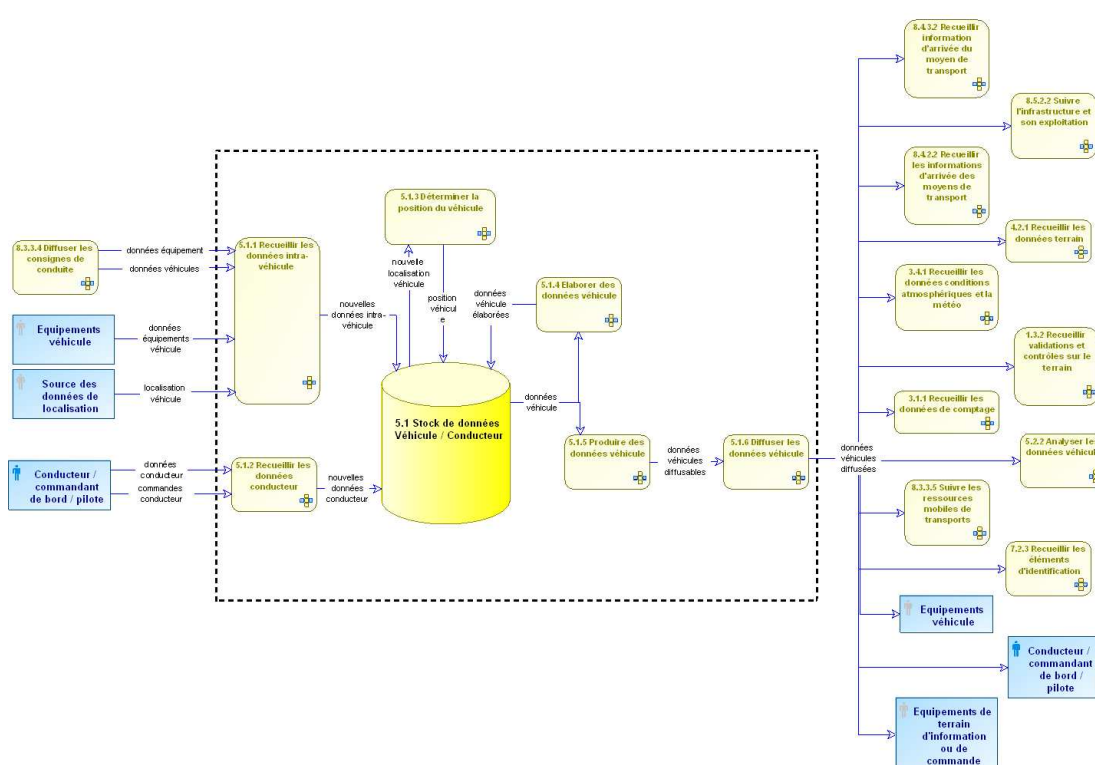 8.4.3.2 Recueillir
information
d'arrivée du
moyen de
transport
8.5.2.2 Suivre
l'infrastructure et
son exploitation
8.4.2.2 Recueillir
les informations
d'arrivée des
moyens de
transport
5.1.3 Déterminer la
position du véhicule
8.3.3.4 Diffuser les
consignes de
conduite
données équipement
données véhicules
5.1.1 Recueillir les
données intra-
véhicule
4.2.1 Recueillir les
données terrain
nouvelle
localisation
véhicule
position
véhicul
e
données
véhicule
élaborées
5.1.4 Elaborer des
données véhicule
3.4.1 Recueillir les
données conditions
atmosphériques et la
météo
nouvelles
données intra-
véhicule
Equipements
véhicule
données
équipements
véhicule
1.3.2 Recueillir
validations et
contrôles sur le
terrain
Source des
données de
localisation
localisation
véhicule
3.1.1 Recueillir les
données de comptage
5.1 Stock de données
Véhicule / Conducteur
données
véhicule
5.1.5 Produire des
données véhicule
données
véhicules
diffusables
5.1.6 Diffuser les
données véhicule
données
véhicules
diffusées
5.2.2 Analyser les
données véhicule
Conducteur /
commandant
de bord / pilote
données
conducteur
commandes
conducteur
5.1.2 Recueillir les
données
conducteur
nouvelles
données
conducteur
8.3.3.5 Suivre les
ressources
mobiles de
transports
7.2.3 Recueillir les
éléments
d'identification
Equipements
véhicule
Conducteur /
commandant
de bord /
pilote
Equipements de
terrain
d'information
ou de
commande